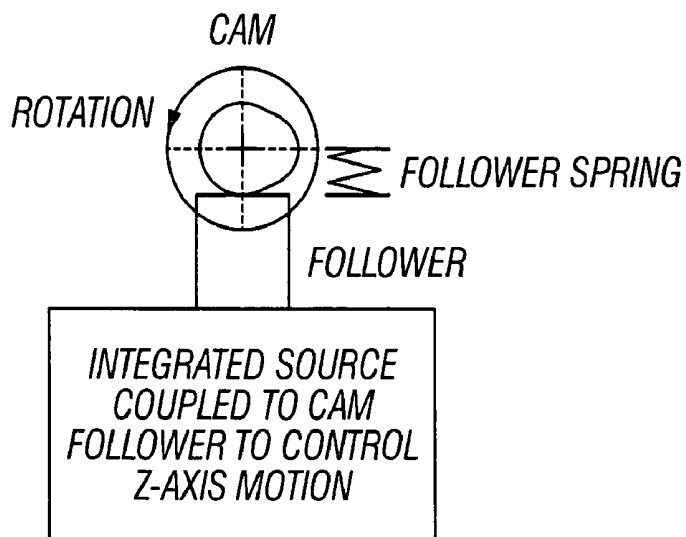 CAM
ROTATION
FOLLOWER SPRING
FOLLOWER
INTEGRATED SOURCE
COUPLED TO CAM
FOLLOWER TO CONTROL
Z-AXIS MOTION